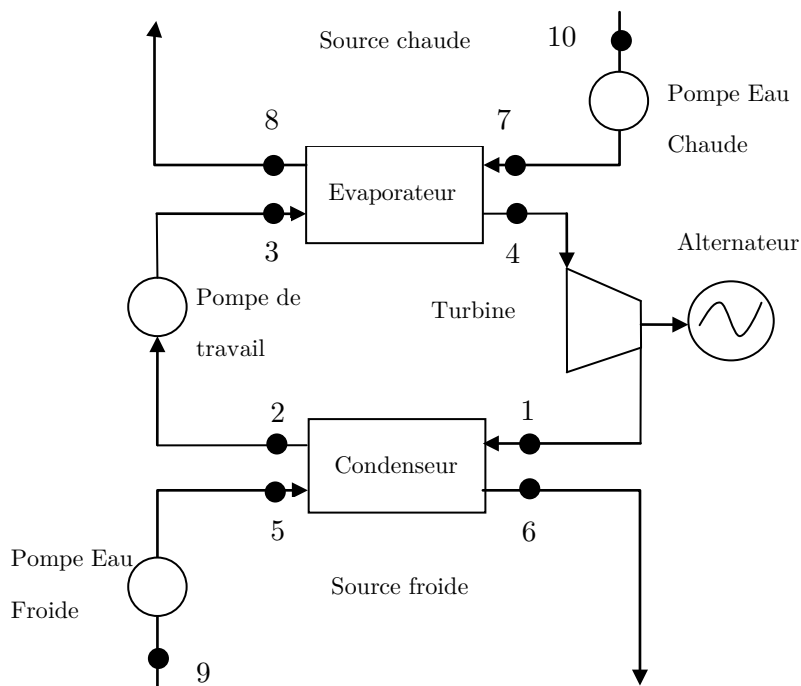 Source chaude
10
Pompe Eau
Chaude
8
7
Evaporateur
3
4
Alternateur
Pompe de
travail
Turbine
2
1
Condenseur
5
6
Pompe Eau
Froide
Source froide
9